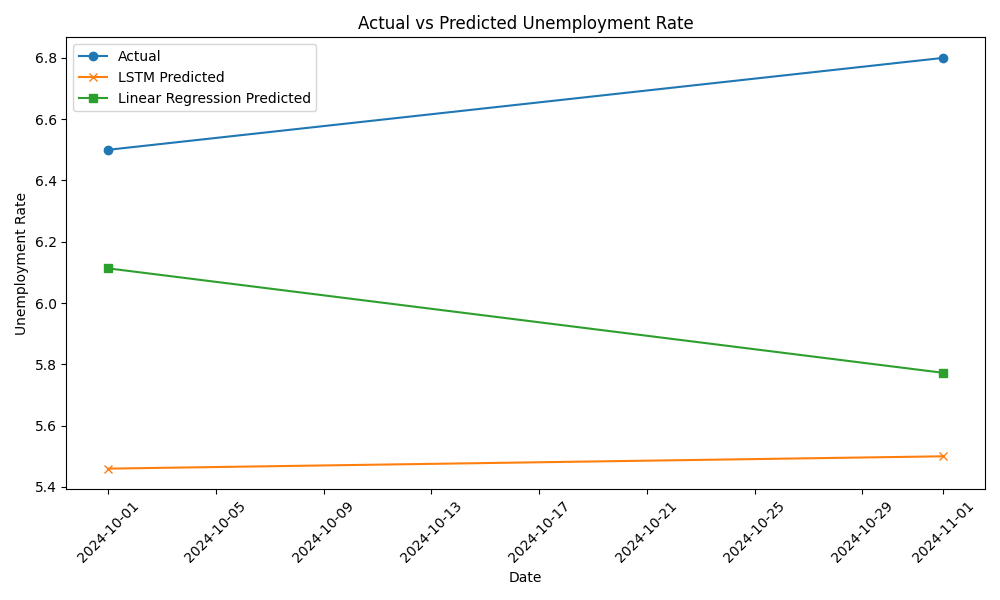 Actual vs Predicted Unemployment Rate
Actual
LSTM Predicted
Linear Regression Predicted
Unemployment Rate
6.8
6.6
6.4
6.2
6.0
5.8
5.6
5.4
2024-10-01
2024-10-05
2024-10-09
2024-10-13
2024-10-17
2024-10-21
2024-10-25
2024-10-29
2024-11-01
Date